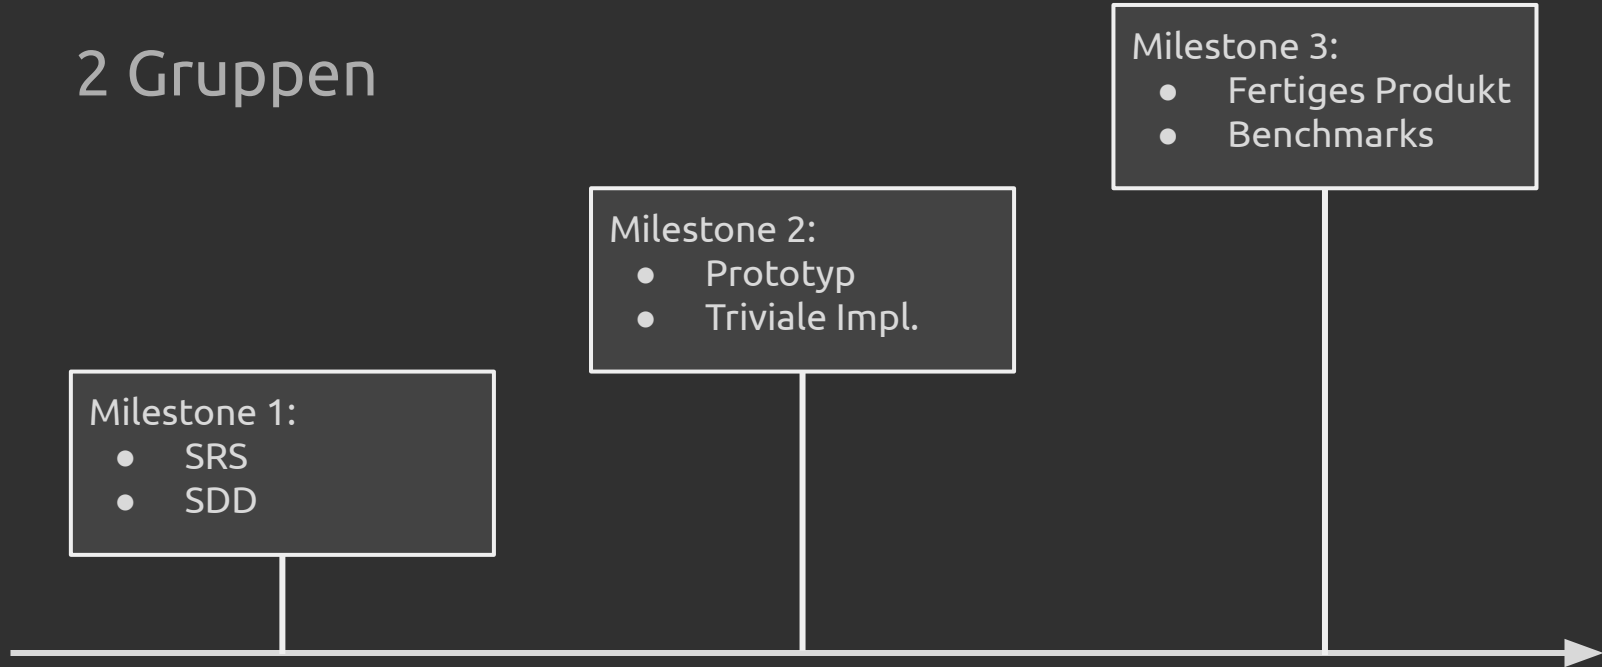 2 Gruppen
Milestone 1:
● SRS
● SDD
Milestone 2:
● Prototyp
● Triviale Impl.
Milestone 3:
● Fertiges Produkt
● Benchmarks